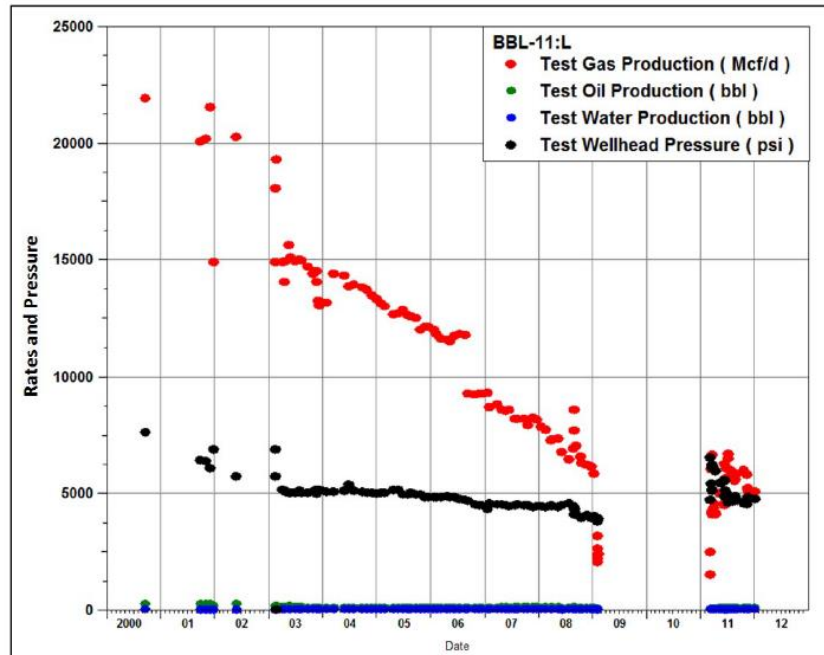 25000
20000
15000
10000
5000
0
Rates and Pressure
BBL-11:L
Test Gas Production ( Mcf/d )
Test Oil Production ( bbl )
Test Water Production ( bbl )
Test Wellhead Pressure ( psi )
2000 01 02 03 04 05 06 07 08 09 10 11 12
Date